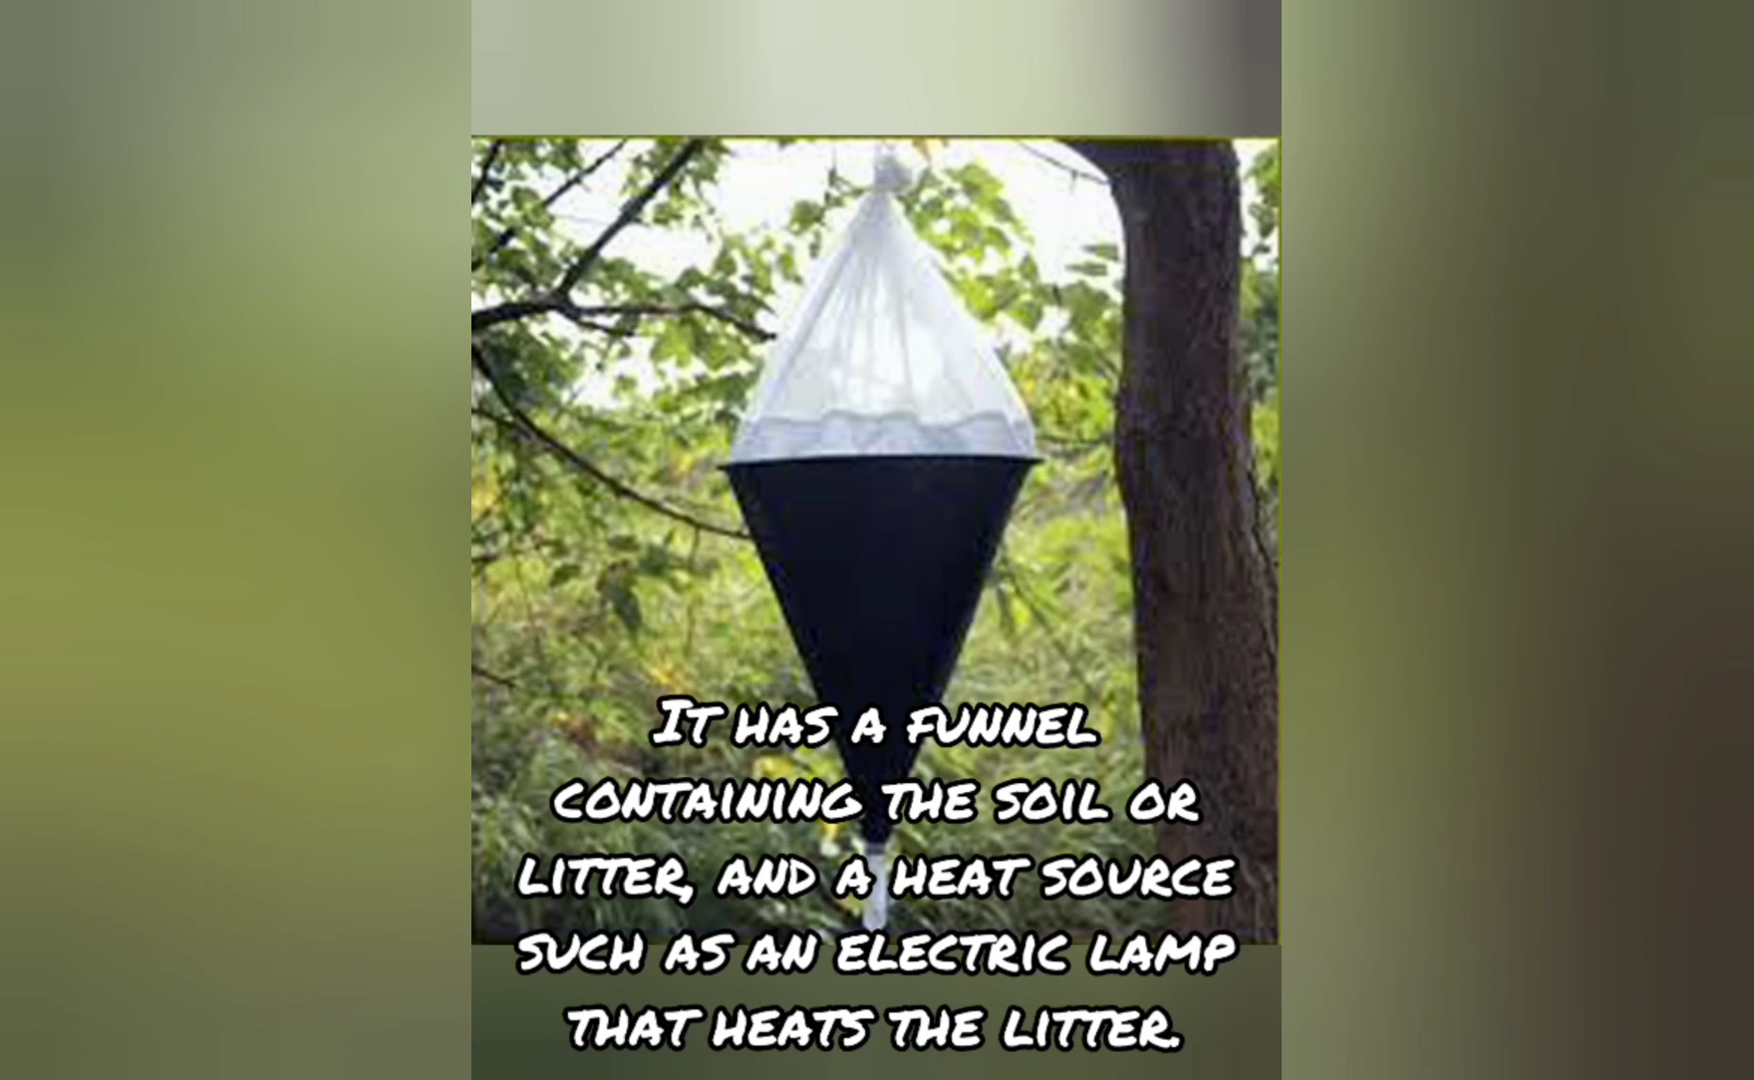 It has a funnel
containing the soil or
litter, and a heat source
such as an electric lamp
that heats the litter.